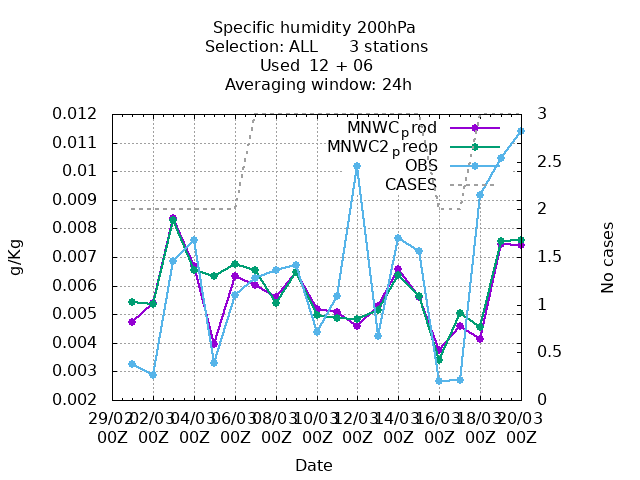 Specific humidity 200hPa
Selection: ALL 3 stations
Used 12 + 06
Averaging window: 24h
MNWC_prod
MNWC2_preop
OBS
CASES
0.012
0.011
0.01
0.009
0.008
0.007
0.006
0.005
0.004
0.003
0.002
3
2.5
2
1.5
1
0.5
0
g/Kg
No cases
29/02 02/03 04/03 06/03 08/03 10/03 12/03 14/03 16/03 18/03 20/03
00Z 00Z 00Z 00Z 00Z 00Z 00Z 00Z 00Z 00Z 00Z
Date